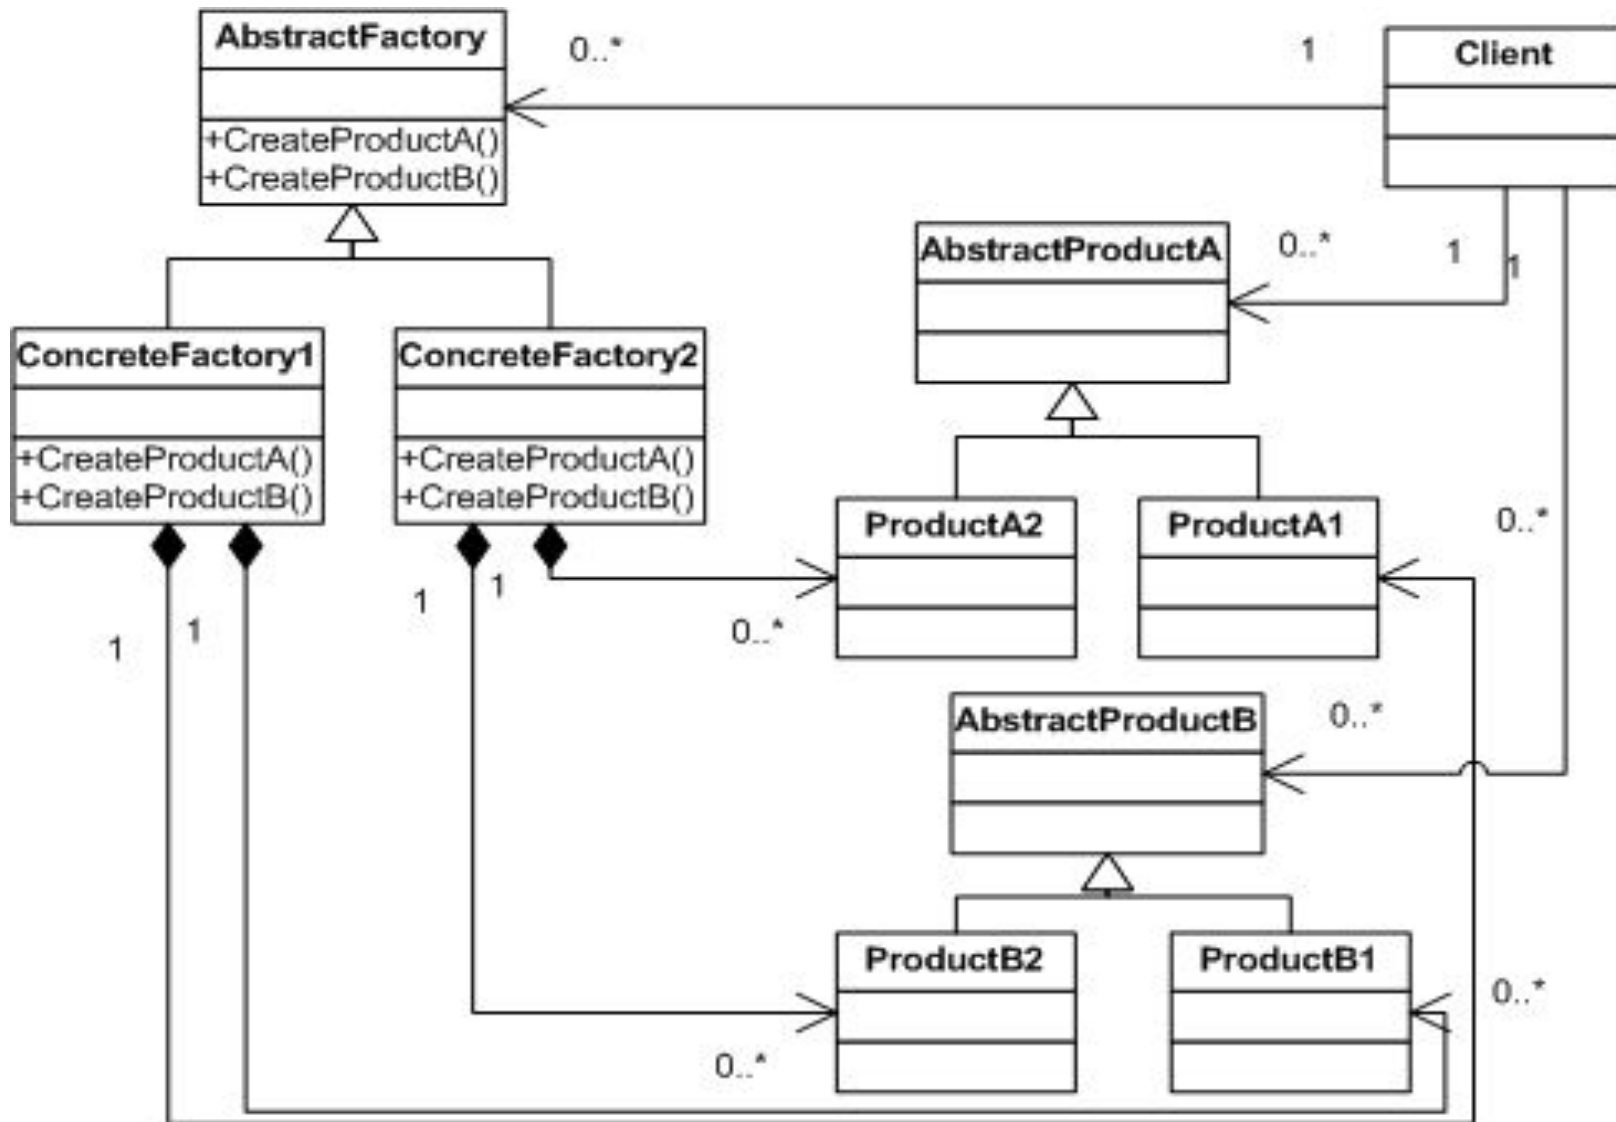 AbstractFactory
0..*
1
Client
+CreateProductA()
+CreateProductB()
AbstractProductA
0..*
1
1
ConcreteFactory1
ConcreteFactory2
+CreateProductA()
+CreateProductB()
+CreateProductA()
+CreateProductB()
ProductA2
ProductA1
0..*
1
1
1
1
0..*
AbstractProductB
0..*
ProductB2
ProductB1
0..*
0..*